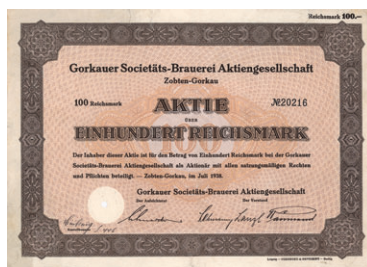 Reichsmark 100.—
Gorkauer Societäts-Brauerei Aktiengesellschaft
Zobten-Gorkau
100 Reichsmark AKTIE № 20216
ÜBER
EINHUNDERT REICHSMARK
Der Inhaber dieser Aktie ist für den Betrag von Einhundert Reichsmark bei der Gorkauer
Societäts-Brauerei Aktiengesellschaft als Aktionär mit allen satzungsmäßigen Rechten
und Pflichten beteiligt. — Zobten-Gorkau, im Juli 1938.
Gorkauer Societäts-Brauerei Aktiengesellschaft
Der Aufsichtsrat Der Vorstand